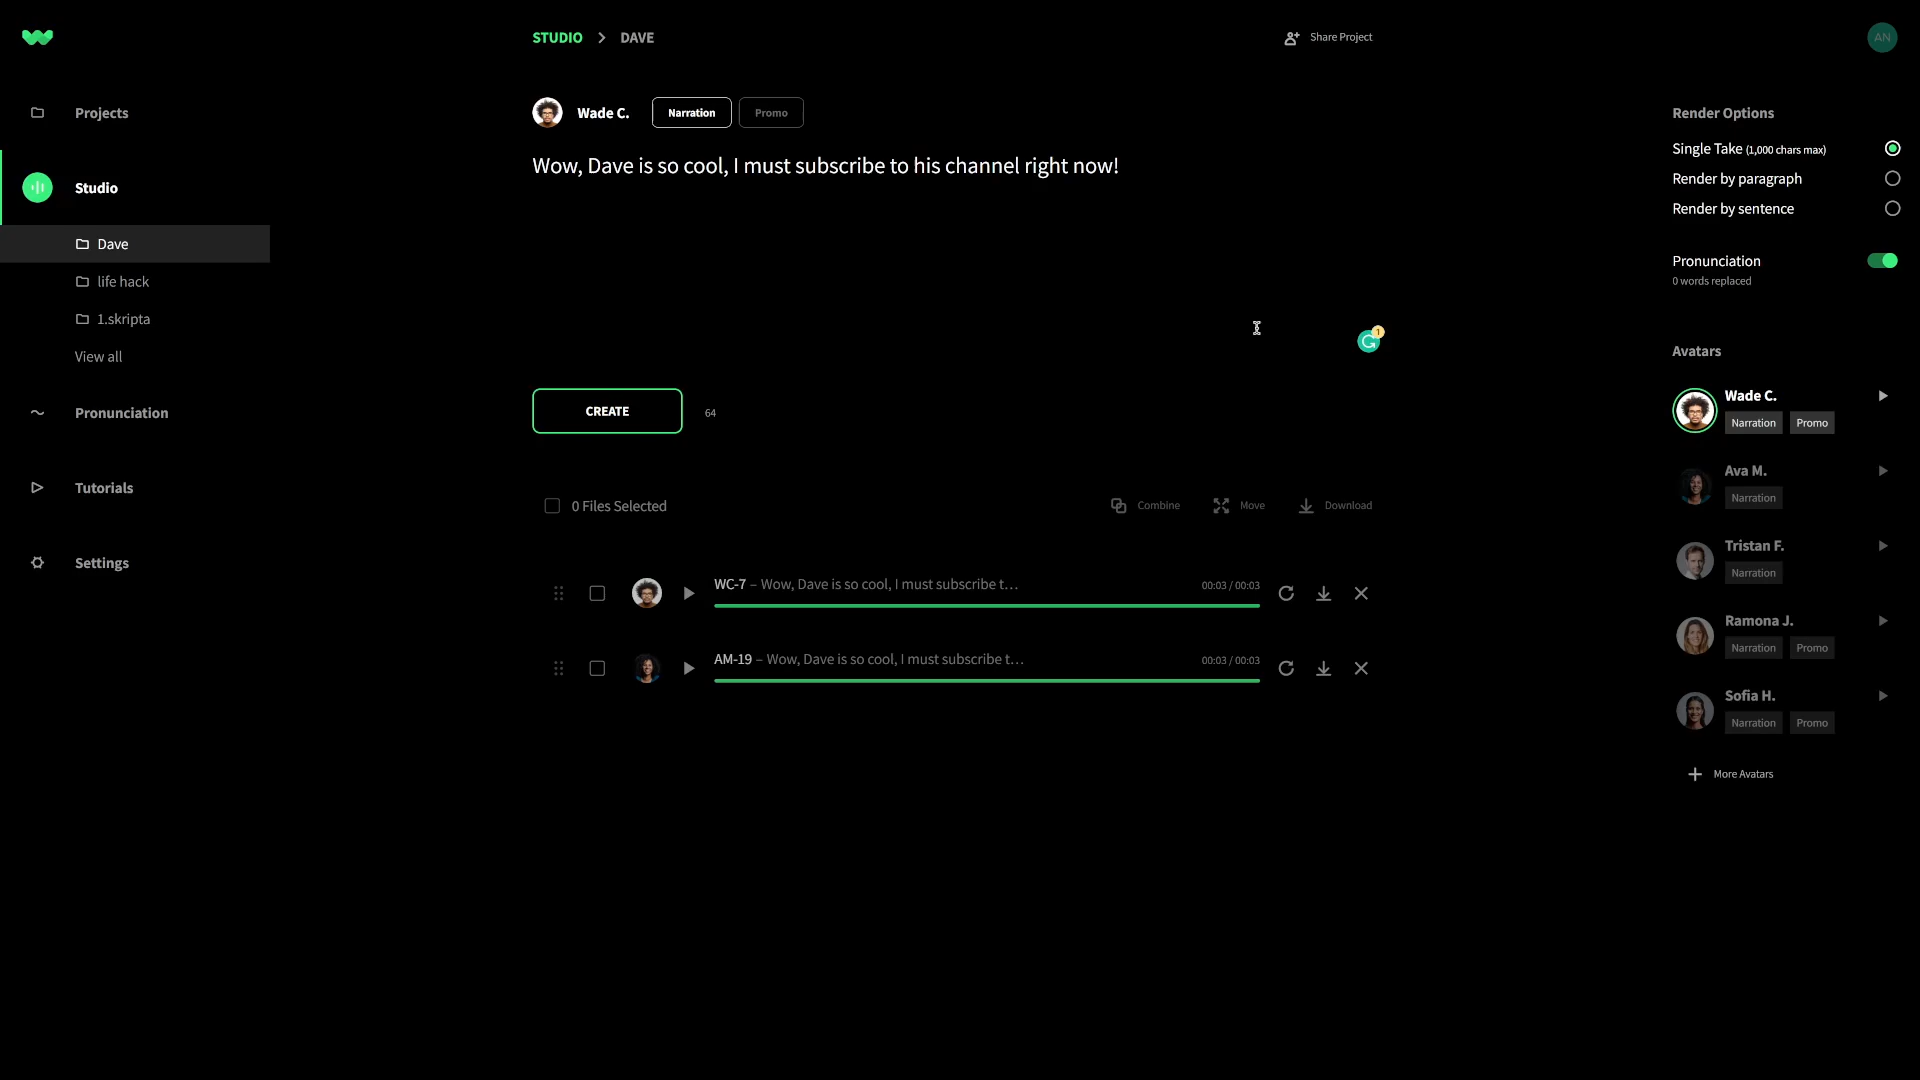 STUDIO > DAVE
Share Project
AN
Projects
Studio
Dave
life hack
1.skripta
View all
Pronunciation
Tutorials
Settings
Wade C.
Narration
Promo
Wow, Dave is so cool, I must subscribe to his channel right now!
1
CREATE
64
0 Files Selected
Combine
Move
Download
WC-7 – Wow, Dave is so cool, I must subscribe t…
00:03 / 00:03
AM-19 – Wow, Dave is so cool, I must subscribe t…
00:03 / 00:03
Render Options
Single Take (1,000 chars max)
Render by paragraph
Render by sentence
Pronunciation
0 words replaced
Avatars
Wade C.
Narration Promo
Ava M.
Narration
Tristan F.
Narration
Ramona J.
Narration Promo
Sofia H.
Narration Promo
More Avatars